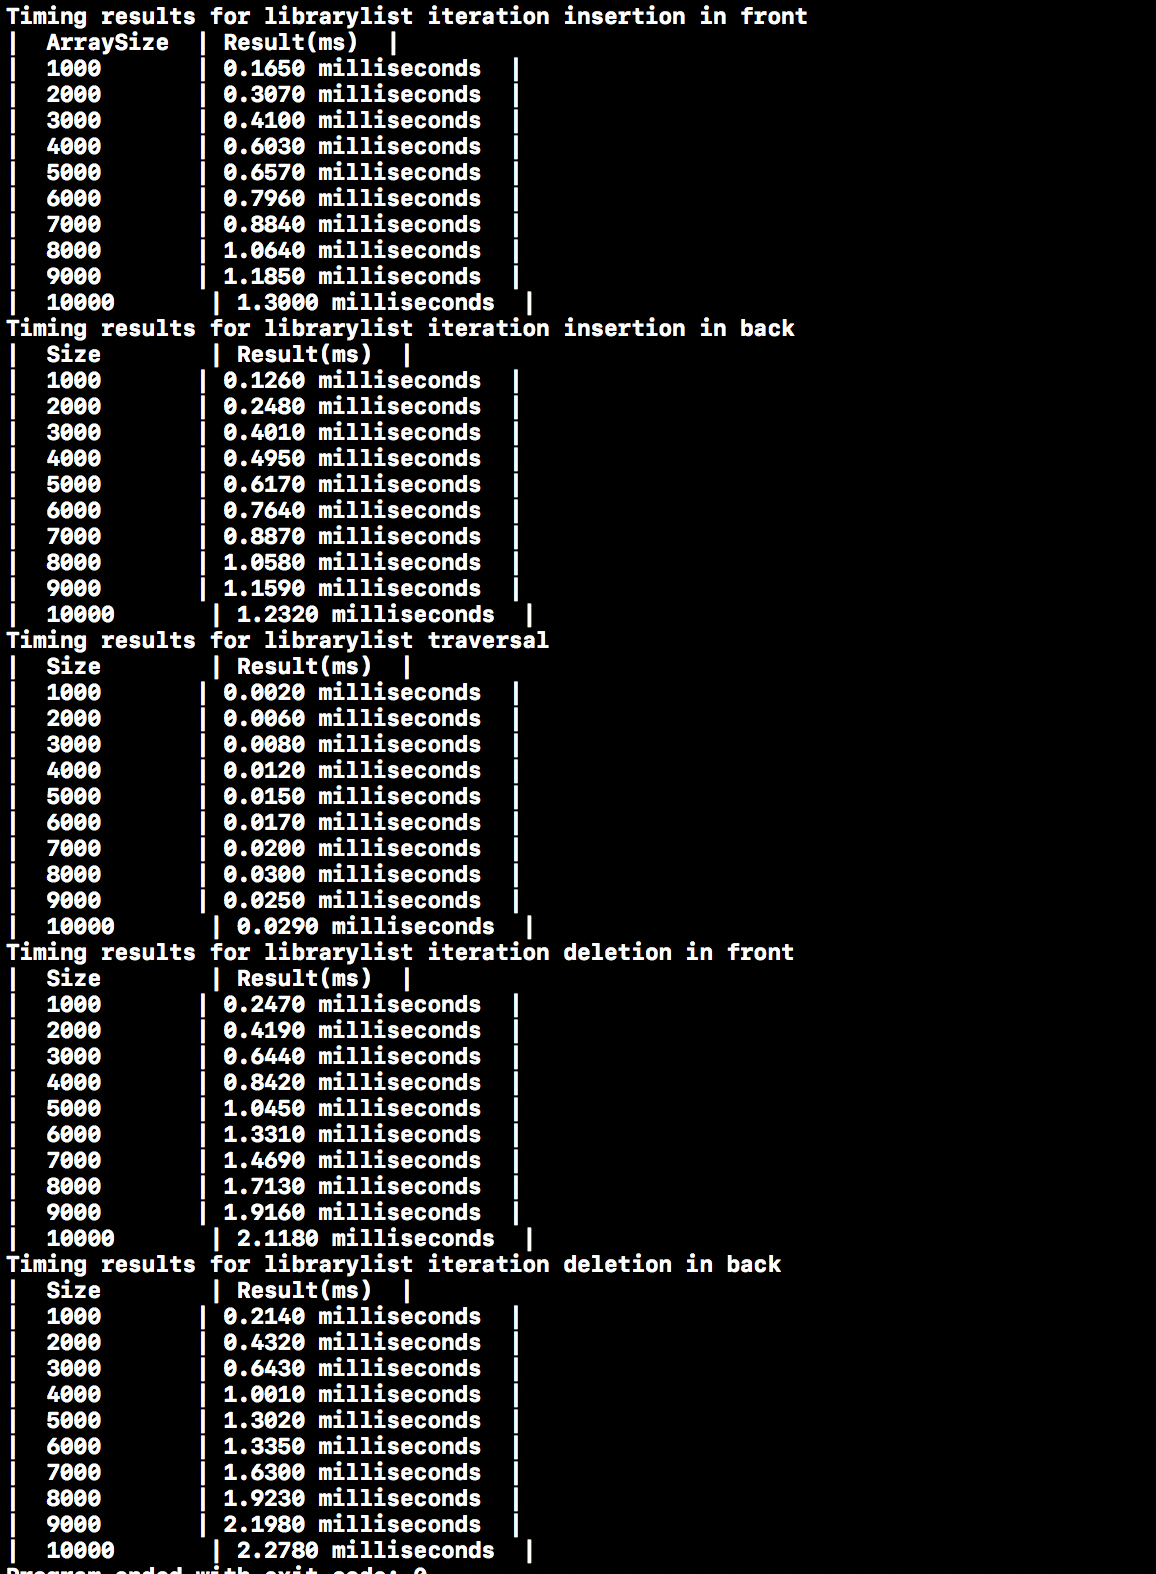 Timing results for librarylist iteration insertion in front
|  ArraySize  | Result(ms)  |
|  1000       | 0.1650 milliseconds  |
|  2000       | 0.3070 milliseconds  |
|  3000       | 0.4100 milliseconds  |
|  4000       | 0.6030 milliseconds  |
|  5000       | 0.6570 milliseconds  |
|  6000       | 0.7960 milliseconds  |
|  7000       | 0.8840 milliseconds  |
|  8000       | 1.0640 milliseconds  |
|  9000       | 1.1850 milliseconds  |
|  10000       | 1.3000 milliseconds  |
Timing results for librarylist iteration insertion in back
|  Size        | Result(ms)  |
|  1000       | 0.1260 milliseconds  |
|  2000       | 0.2480 milliseconds  |
|  3000       | 0.4010 milliseconds  |
|  4000       | 0.4950 milliseconds  |
|  5000       | 0.6170 milliseconds  |
|  6000       | 0.7640 milliseconds  |
|  7000       | 0.8870 milliseconds  |
|  8000       | 1.0580 milliseconds  |
|  9000       | 1.1590 milliseconds  |
|  10000       | 1.2320 milliseconds  |
Timing results for librarylist traversal
|  Size        | Result(ms)  |
|  1000       | 0.0020 milliseconds  |
|  2000       | 0.0060 milliseconds  |
|  3000       | 0.0080 milliseconds  |
|  4000       | 0.0120 milliseconds  |
|  5000       | 0.0150 milliseconds  |
|  6000       | 0.0170 milliseconds  |
|  7000       | 0.0200 milliseconds  |
|  8000       | 0.0300 milliseconds  |
|  9000       | 0.0250 milliseconds  |
|  10000       | 0.0290 milliseconds  |
Timing results for librarylist iteration deletion in front
|  Size        | Result(ms)  |
|  1000       | 0.2470 milliseconds  |
|  2000       | 0.4190 milliseconds  |
|  3000       | 0.6440 milliseconds  |
|  4000       | 0.8420 milliseconds  |
|  5000       | 1.0450 milliseconds  |
|  6000       | 1.3310 milliseconds  |
|  7000       | 1.4690 milliseconds  |
|  8000       | 1.7130 milliseconds  |
|  9000       | 1.9160 milliseconds  |
|  10000       | 2.1180 milliseconds  |
Timing results for librarylist iteration deletion in back
|  Size        | Result(ms)  |
|  1000       | 0.2140 milliseconds  |
|  2000       | 0.4320 milliseconds  |
|  3000       | 0.6430 milliseconds  |
|  4000       | 1.0010 milliseconds  |
|  5000       | 1.3020 milliseconds  |
|  6000       | 1.3350 milliseconds  |
|  7000       | 1.6300 milliseconds  |
|  8000       | 1.9230 milliseconds  |
|  9000       | 2.1980 milliseconds  |
|  10000       | 2.2780 milliseconds  |
Program ended with exit code: